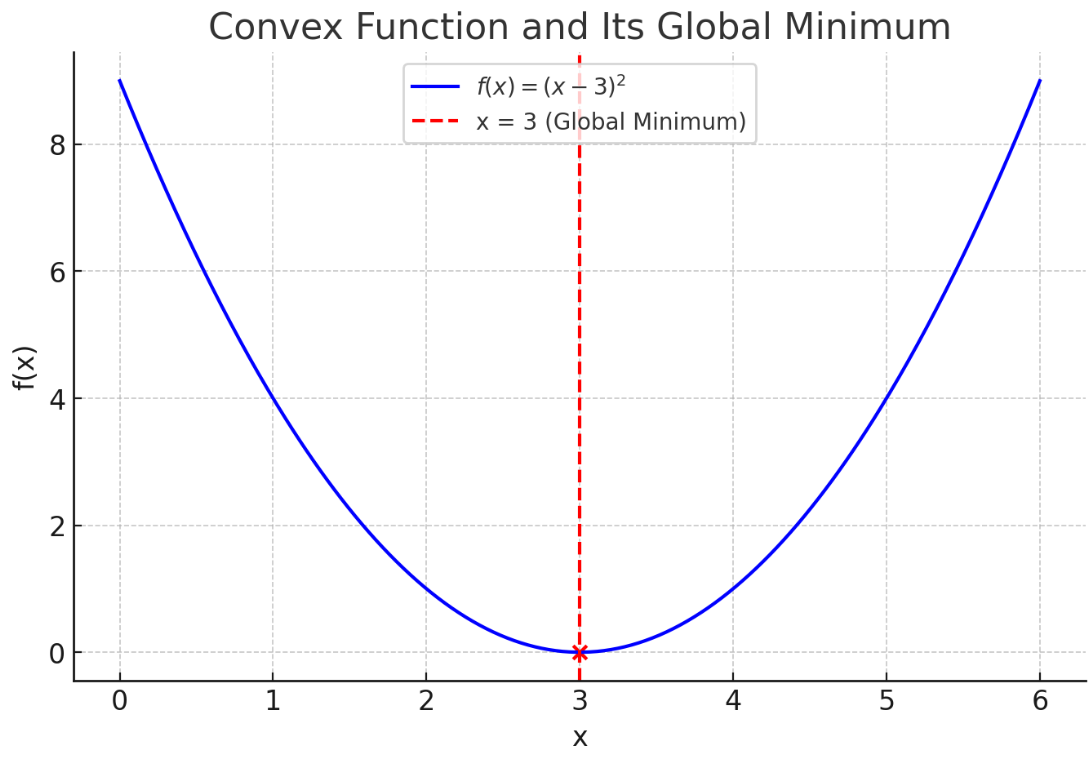 Convex Function and Its Global Minimum
f(x) = (x − 3)²
x = 3 (Global Minimum)
8
6
4
2
0
f(x)
0 1 2 3 4 5 6
x